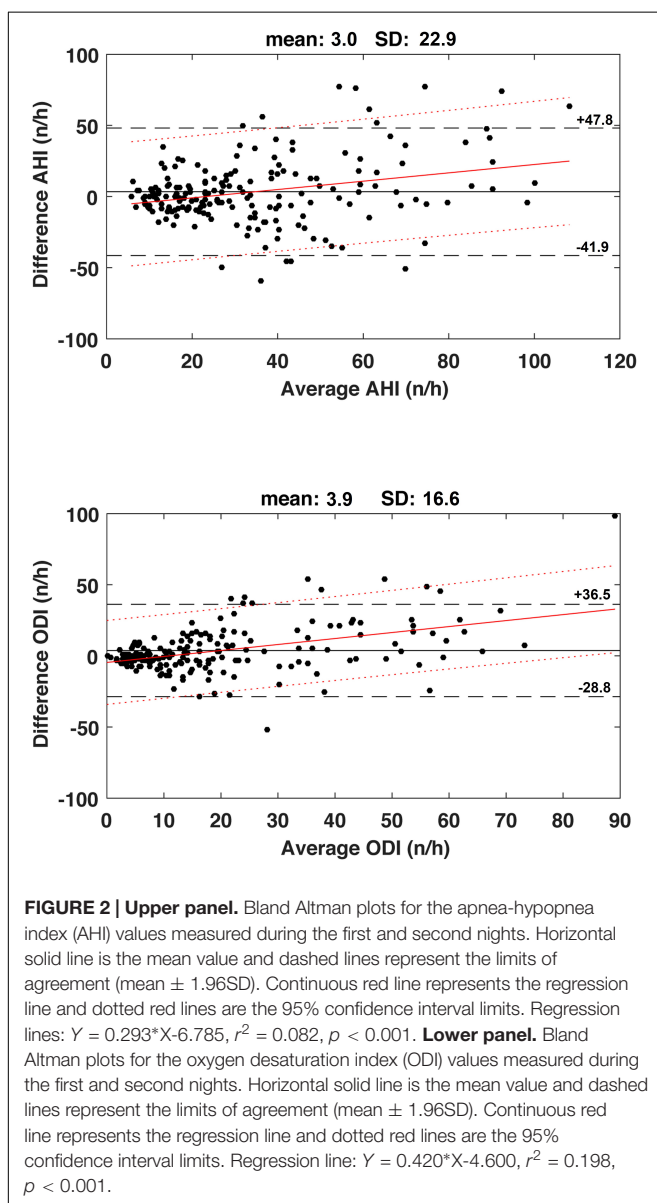 mean: 3.0 SD: 22.9
100
50
0
-50
-100
Difference AHI (n/h)
+47.8
-41.9
0 20 40 60 80 100 120
Average AHI (n/h)
mean: 3.9 SD: 16.6
100
50
0
-50
-100
Difference ODI (n/h)
+36.5
-28.8
0 10 20 30 40 50 60 70 80 90
Average ODI (n/h)
FIGURE 2 | Upper panel. Bland Altman plots for the apnea-hypopnea
index (AHI) values measured during the first and second nights. Horizontal
solid line is the mean value and dashed lines represent the limits of
agreement (mean ± 1.96SD). Continuous red line represents the regression
line and dotted red lines are the 95% confidence interval limits. Regression
lines: Y = 0.293*X-6.785, r² = 0.082, p < 0.001. Lower panel. Bland
Altman plots for the oxygen desaturation index (ODI) values measured during
the first and second nights. Horizontal solid line is the mean value and dashed
lines represent the limits of agreement (mean ± 1.96SD). Continuous red
line represents the regression line and dotted red lines are the 95%
confidence interval limits. Regression line: Y = 0.420*X-4.600, r² = 0.198,
p < 0.001.